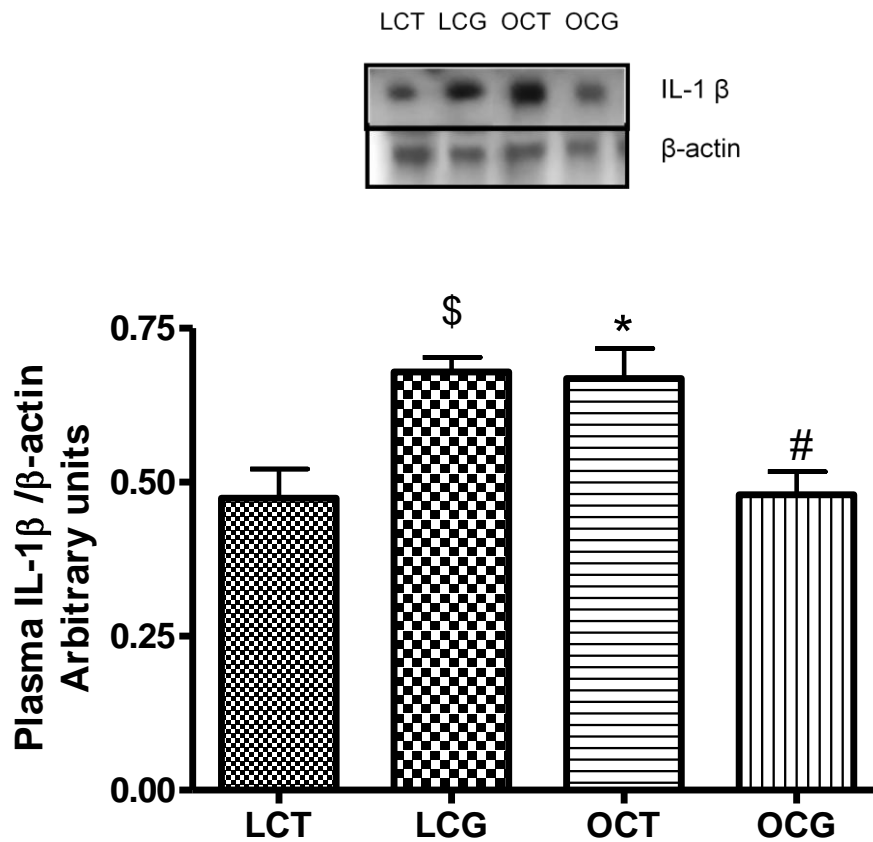 LCT LCG OCT OCG
IL-1 β
β-actin
$
*
#
0.75
0.50
0.25
0.00
Plasma IL-1β /β-actin
Arbitrary units
LCT LCG OCT OCG